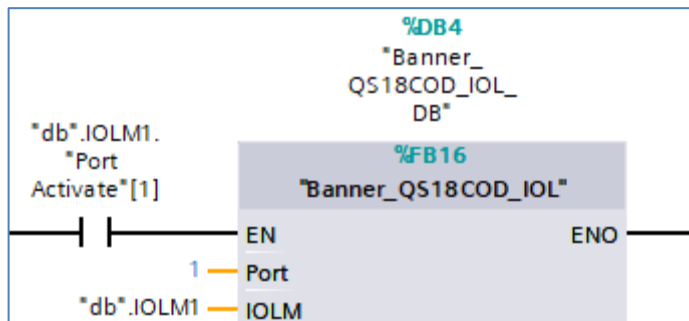 %DB4
"Banner_
QS18COD_IOL_
DB"
"db".IOLM1.
"Port
Activate"[1]
%FB16
"Banner_QS18COD_IOL"
EN
ENO
1
Port
"db".IOLM1
IOLM